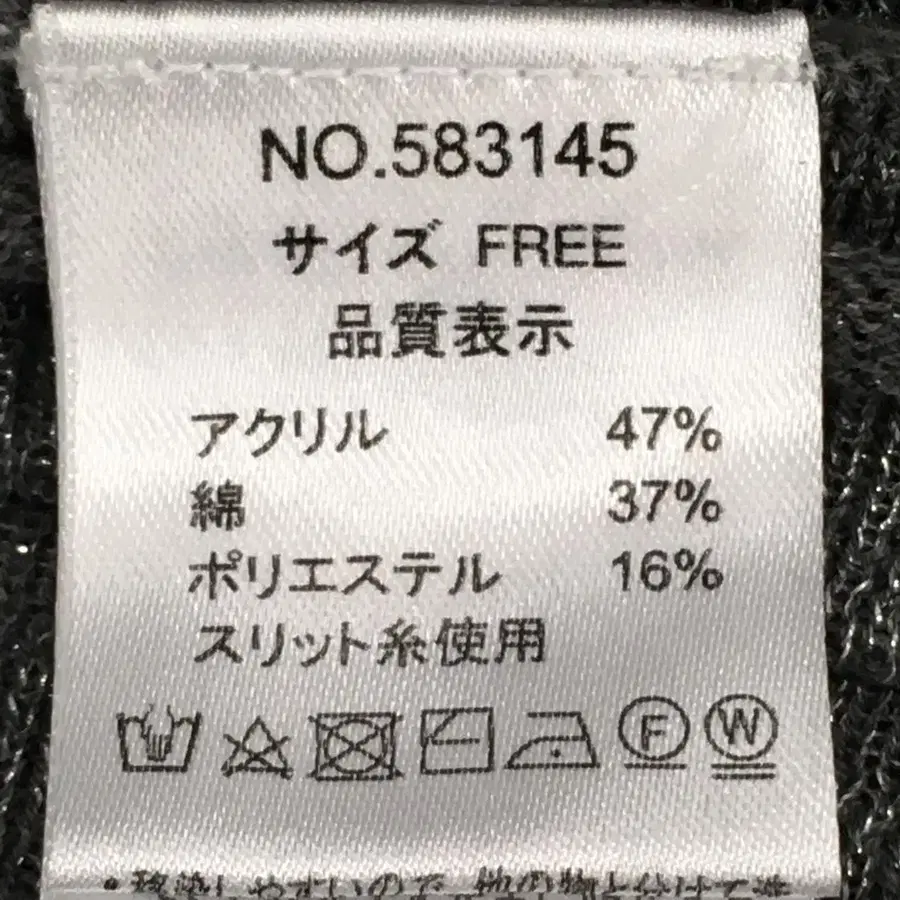 NO.583145
サイズ FREE
品質表示
アクリル 47%
綿 37%
ポリエステル 16%
スリット糸使用
F W